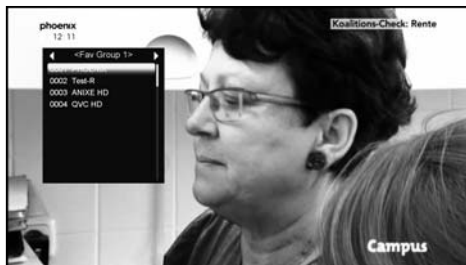 phoenix
12 11
Koalitions-Check: Rente
<Fav Group 1>
0002 Test-R
0003 ANIXE HD
0004 QVC HD
Campus